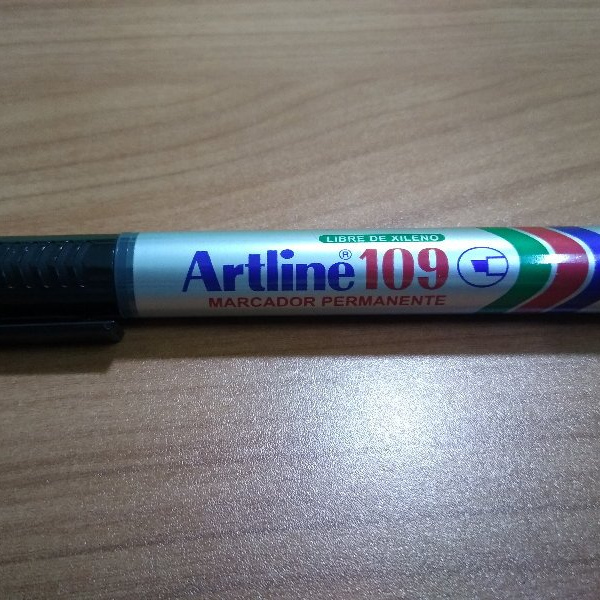 LIBRE DE XILENO
Artline® 109
MARCADOR PERMANENTE